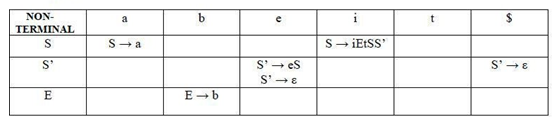 NON-TERMINAL a b e i t $
S S → a S → iEtSS’
S’ S’ → eS S’ → ε
S’ → ε
E E → b